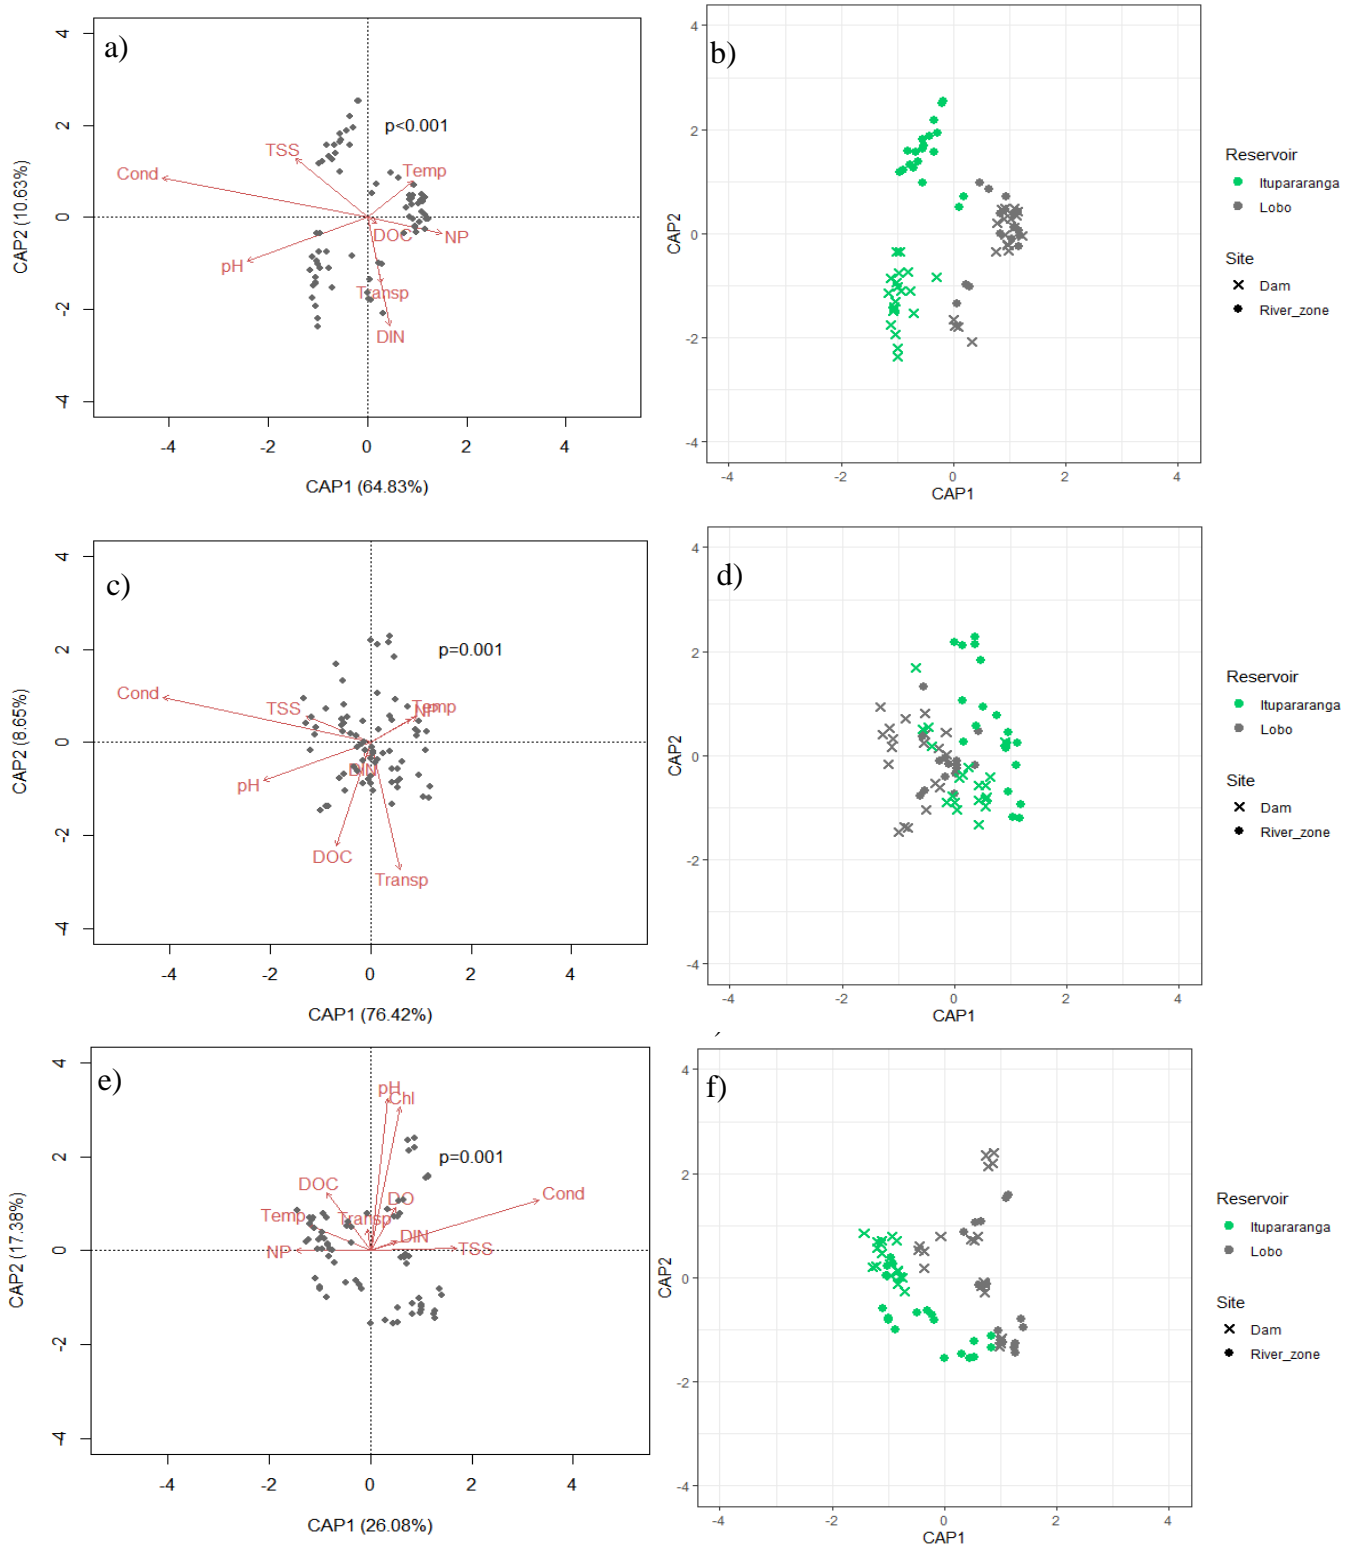 a)
p<0.001
TSS
Cond
Temp
DOC
NP
pH
Transp
DIN
4
2
0
-2
-4
CAP2 (10.63%)
-4 -2 0 2 4
CAP1 (64.83%)
b)
4
2
0
-2
-4
CAP2
-4 -2 0 2 4
CAP1
Reservoir
Itupararanga
Lobo
Site
Dam
River_zone
c)
p=0.001
Cond
TSS
Temp
NP
DIN
pH
DOC
Transp
4
2
0
-2
-4
CAP2 (8.65%)
-4 -2 0 2 4
CAP1 (76.42%)
d)
4
2
0
-2
-4
CAP2
-4 -2 0 2 4
CAP1
Reservoir
Itupararanga
Lobo
Site
Dam
River_zone
e)
pH
Chl
p=0.001
DOC
DO
Cond
Temp
Transp
DIN
NP
TSS
4
2
0
-2
-4
CAP2 (17.38%)
-4 -2 0 2 4
CAP1 (26.08%)
f)
4
2
0
-2
-4
CAP2
-4 -2 0 2 4
CAP1
Reservoir
Itupararanga
Lobo
Site
Dam
River_zone